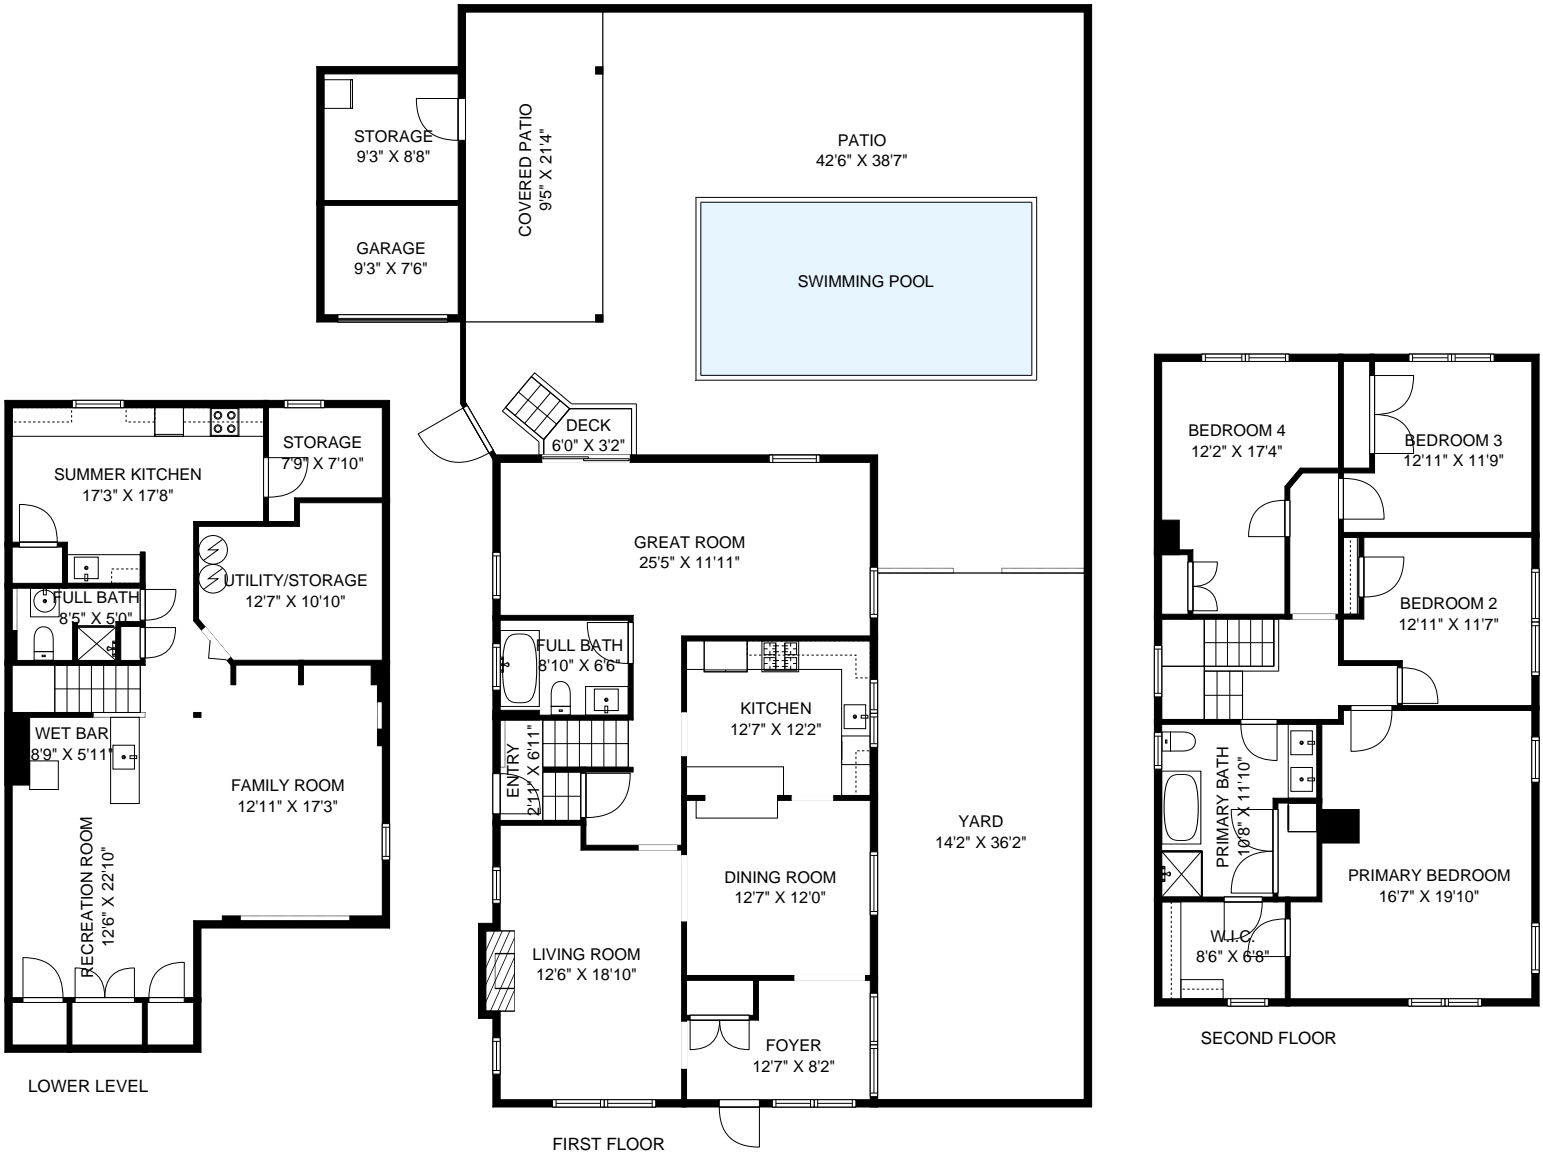 STORAGE
9'3" X 8'8"
GARAGE
9'3" X 7'6"
COVERED PATIO
9'5" X 21'4"
PATIO
42'6" X 38'7"
SWIMMING POOL
DECK
6'0" X 3'2"
SUMMER KITCHEN
17'3" X 17'8"
STORAGE
7'9" X 7'10"
UTILITY/STORAGE
12'7" X 10'10"
FULL BATH
8'5" X 5'0"
WET BAR
8'9" X 5'11"
FAMILY ROOM
12'11" X 17'3"
RECREATION ROOM
12'6" X 22'10"
LOWER LEVEL
GREAT ROOM
25'5" X 11'11"
FULL BATH
8'10" X 6'6"
KITCHEN
12'7" X 12'2"
ENTRY
2'11" X 6'11"
DINING ROOM
12'7" X 12'0"
LIVING ROOM
12'6" X 18'10"
FOYER
12'7" X 8'2"
YARD
14'2" X 36'2"
FIRST FLOOR
BEDROOM 4
12'2" X 17'4"
BEDROOM 3
12'11" X 11'9"
BEDROOM 2
12'11" X 11'7"
PRIMARY BATH
10'8" X 11'10"
PRIMARY BEDROOM
16'7" X 19'10"
W.I.C.
8'6" X 6'8"
SECOND FLOOR